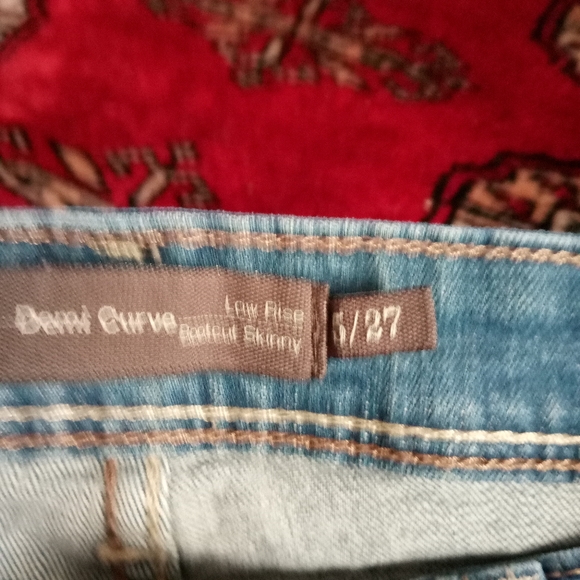 Demi Curve
Low Rise
Bootcut Skinny
5/27